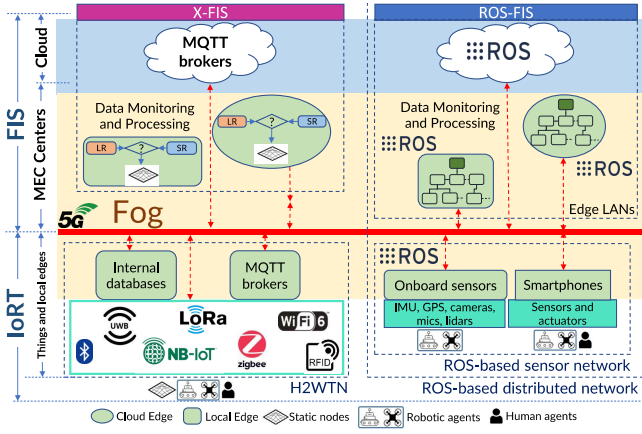 X-FIS
ROS-FIS
Cloud
MQTT
brokers
ROS
FIS
MEC Centers
Data Monitoring
and Processing
LR
?
SR
LR
?
SR
Data Monitoring
and Processing
ROS
ROS
5G
Fog
Edge LANs
IoRT
Things and local edges
Internal
databases
MQTT
brokers
ROS
Onboard sensors
Smartphones
IMU, GPS, cameras,
mics, lidars
Sensors and
actuators
UWB
LoRa
WiFi 6
NB-IoT
zigbee
RFID
ROS-based sensor network
H2WTN
ROS-based distributed network
Cloud Edge
Local Edge
Static nodes
Robotic agents
Human agents